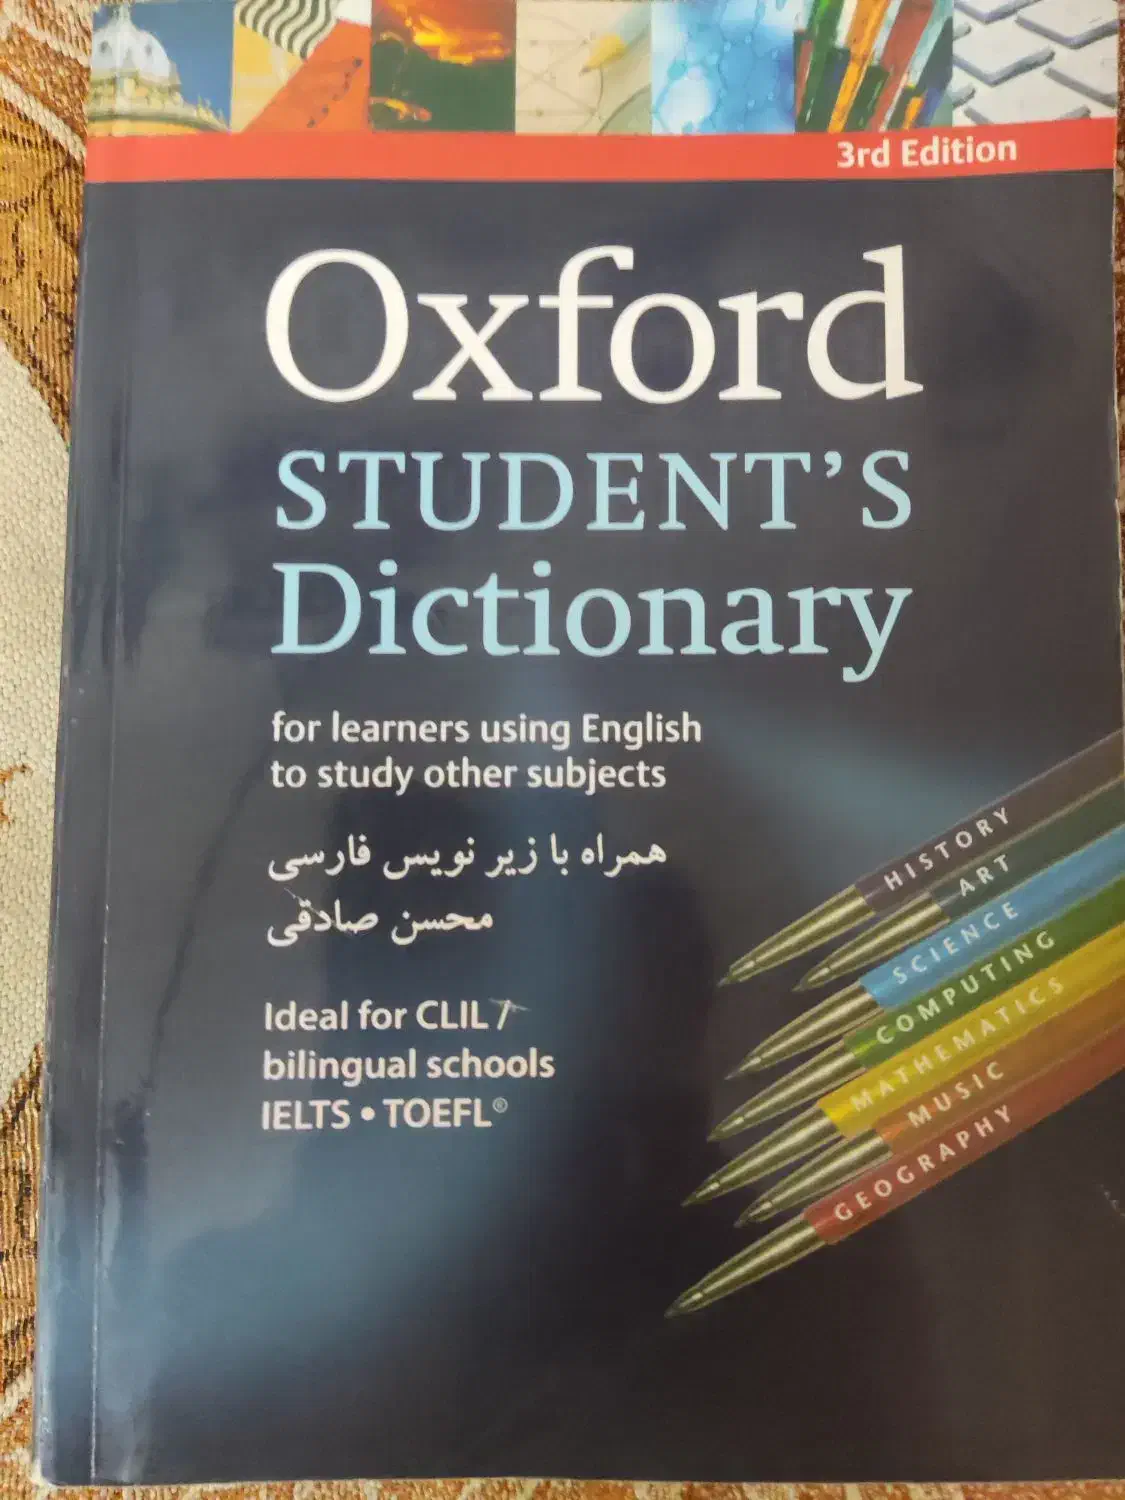 3rd Edition
Oxford
STUDENT'S
Dictionary
for learners using English
to study other subjects
همراه با زیر نویس فارسی
محسن صادقی
Ideal for CLIL /
bilingual schools
IELTS • TOEFL®
HISTORY
ART
SCIENCE
COMPUTING
MATHEMATICS
MUSIC
GEOGRAPHY